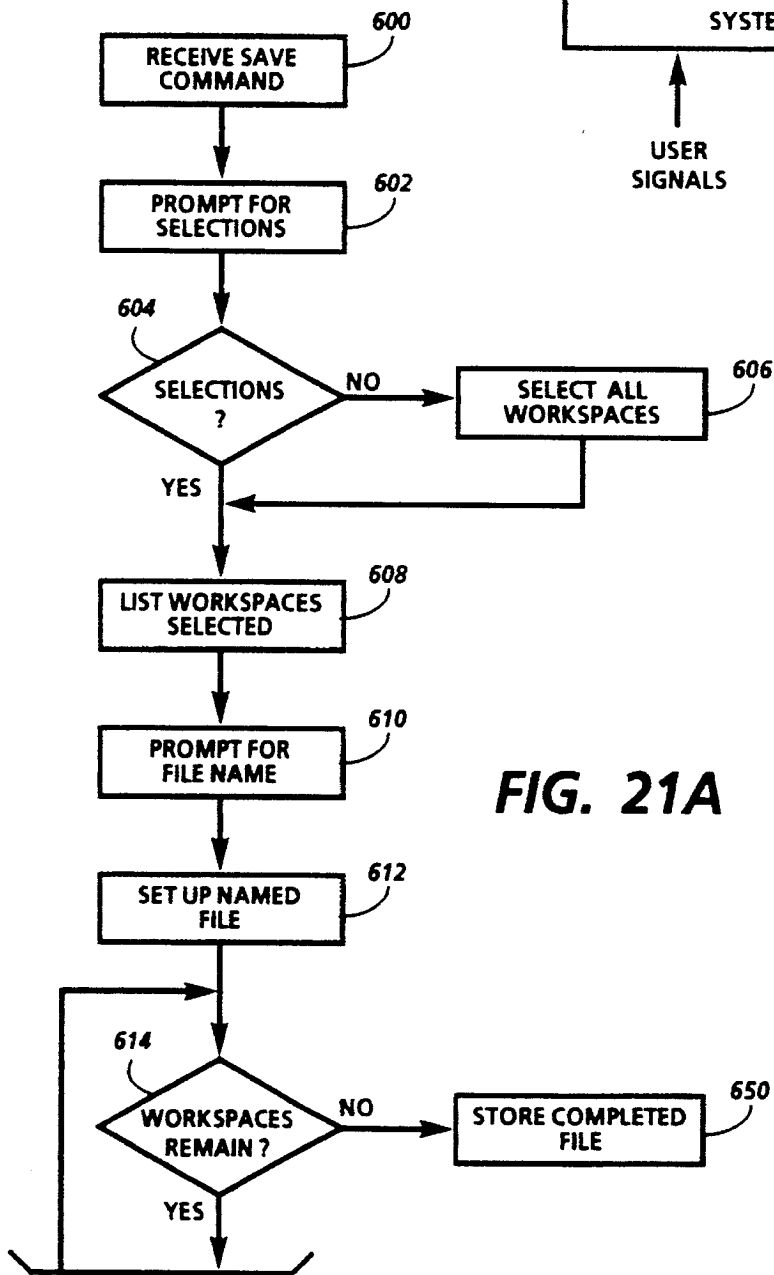 600
RECEIVE SAVE
COMMAND
SYSTE
USER
SIGNALS
602
PROMPT FOR
SELECTIONS
604
SELECTIONS
?
NO
606
SELECT ALL
WORKSPACES
YES
608
LIST WORKSPACES
SELECTED
610
PROMPT FOR
FILE NAME
FIG. 21A
612
SET UP NAMED
FILE
614
WORKSPACES
REMAIN ?
NO
650
STORE COMPLETED
FILE
YES